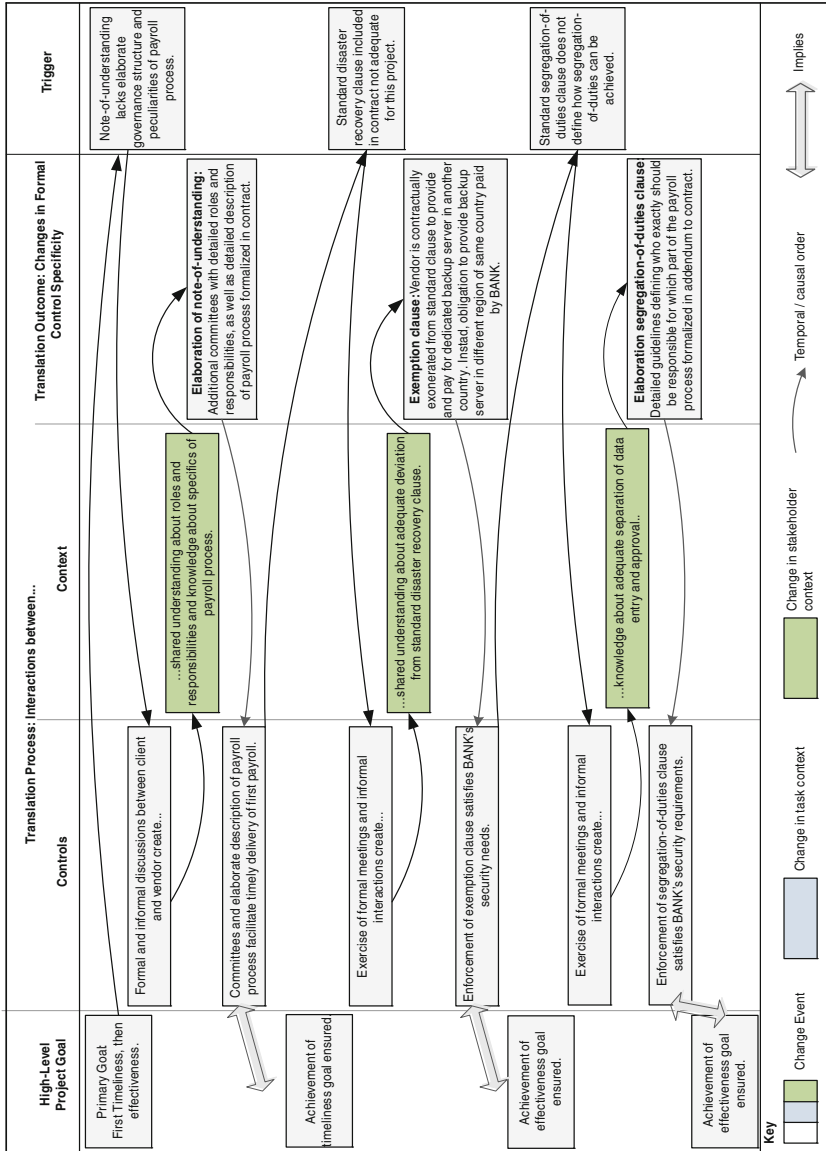 High-Level
Project Goal
Translation Process: Interactions between...
Controls
Context
Translation Outcome: Changes in Formal
Control Specificity
Trigger
Primary Goal
First Timeliness, then
effectiveness.
Note-of-understanding
lacks elaborate
governance structure and
peculiarities of payroll
process.
Formal and informal discussions between client
and vendor create...
...shared understanding about roles and
responsibilities and knowledge about specifics of
payroll process.
Elaboration of note-of-understanding:
Additional committees with detailed roles and
responsibilities, as well as detailed description
of payroll process formalized in contract.
Committees and elaborate description of payroll
process facilitate timely delivery of first payroll.
Achievement of
timeliness goal ensured
Standard disaster
recovery clause included
in contract not adequate
for this project.
Exercise of formal meetings and informal
interactions create...
...shared understanding about adequate deviation
from standard disaster recovery clause.
Exemption clause:Vendor is contractually
exonerated from standard clause to provide
and pay for dedicated backup server in another
country. Instad, obligation to provide backup
server in different region of same country paid
by BANK.
Enforcement of exemption clause satisfies BANK's
security needs.
Achievement of
effectiveness goal
ensured.
Standard segregation-of-
duties clause does not
define how segregation-
of-duties can be
achieved.
Exercise of formal meetings and informal
interactions create...
...knowledge about adequate separation of data
entry and approval..
Elaboration segregation-of-duties clause:
Detailed guidelines defining who exactly should
be responsible for which part of the payroll
process formalized in addendum to contract.
Enforcement of segregation-of-duties clause
satisfies BANK's security requirements.
Achievement of
effectiveness goal
ensured.
Key
Change Event
Change in task context
Change in stakeholder
context
Temporal / causal order
Implies